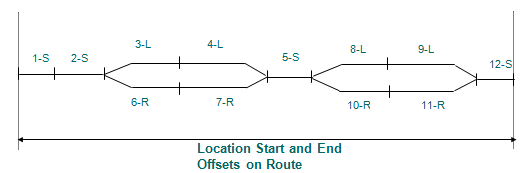 1-S
2-S
3-L
4-L
5-S
6-R
7-R
8-L
9-L
10-R
11-R
12-S
Location Start and End
Offsets on Route